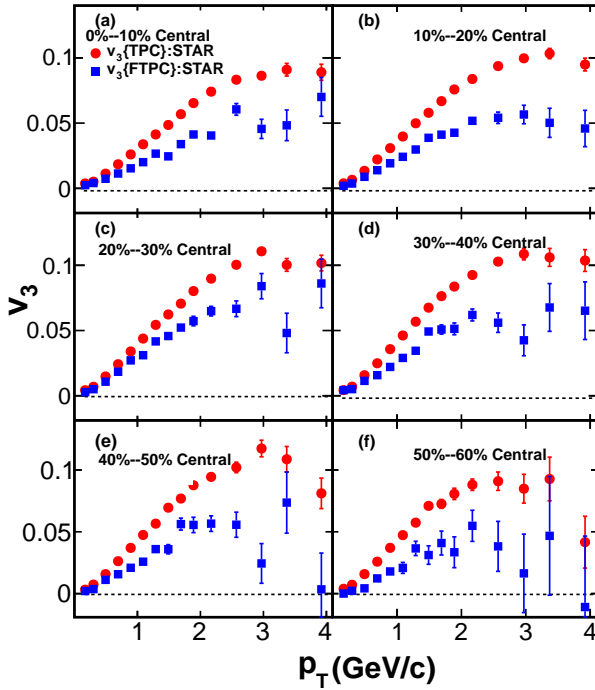 (a)
0%--10% Central
v3{TPC}:STAR
v3{FTPC}:STAR
(b)
10%--20% Central
0.1
0.05
0
(c)
20%--30% Central
(d)
30%--40% Central
0.1
0.05
0
v3
(e)
40%--50% Central
(f)
50%--60% Central
0.1
0.05
0
1 2 3 4 1 2 3 4
pT (GeV/c)